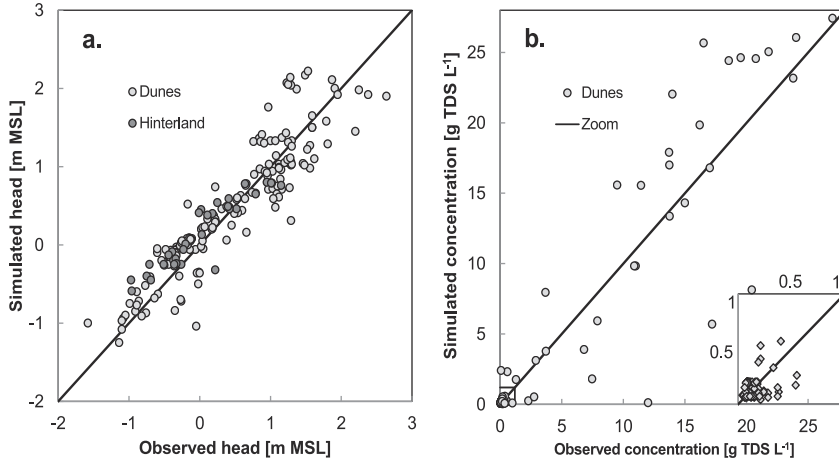 a.
3
2
1
0
-1
-2
-2 -1 0 1 2 3
Simulated head [m MSL]
Observed head [m MSL]
Dunes
Hinterland
b.
25
20
15
10
5
0
0 5 10 15 20 25
Simulated concentration [g TDS L-1]
Observed concentration [g TDS L-1]
Dunes
Zoom
0.5 1
1
0.5